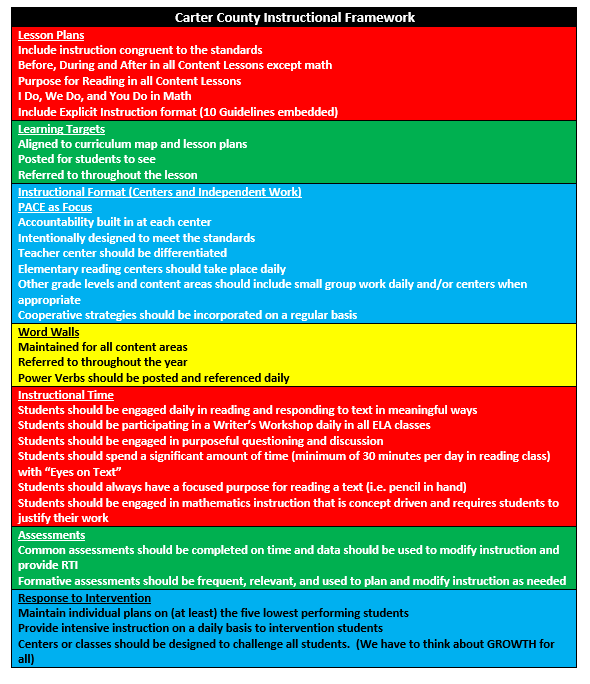 Carter County Instructional Framework
Lesson Plans
Include instruction congruent to the standards
Before, During and After in all Content Lessons except math
Purpose for Reading in all Content Lessons
I Do, We Do, and You Do in Math
Include Explicit Instruction format (10 Guidelines embedded)
Learning Targets
Aligned to curriculum map and lesson plans
Posted for students to see
Referred to throughout the lesson
Instructional Format (Centers and Independent Work)
PACE as Focus
Accountability built in at each center
Intentionally designed to meet the standards
Teacher center should be differentiated
Elementary reading centers should take place daily
Other grade levels and content areas should include small group work daily and/or centers when
appropriate
Cooperative strategies should be incorporated on a regular basis
Word Walls
Maintained for all content areas
Referred to throughout the year
Power Verbs should be posted and referenced daily
Instructional Time
Students should be engaged daily in reading and responding to text in meaningful ways
Students should be participating in a Writer's Workshop daily in all ELA classes
Students should be engaged in purposeful questioning and discussion
Students should spend a significant amount of time (minimum of 30 minutes per day in reading class)
with “Eyes on Text”
Students should always have a focused purpose for reading a text (i.e. pencil in hand)
Students should be engaged in mathematics instruction that is concept driven and requires students to
justify their work
Assessments
Common assessments should be completed on time and data should be used to modify instruction and
provide RTI
Formative assessments should be frequent, relevant, and used to plan and modify instruction as needed
Response to Intervention
Maintain individual plans on (at least) the five lowest performing students
Provide intensive instruction on a daily basis to intervention students
Centers or classes should be designed to challenge all students.  (We have to think about GROWTH for
all)